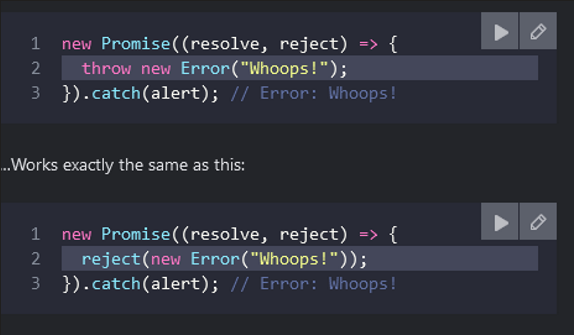 1 new Promise((resolve, reject) => {
2 throw new Error("Whoops!");
3 }).catch(alert); // Error: Whoops!
...Works exactly the same as this:
1 new Promise((resolve, reject) => {
2 reject(new Error("Whoops!"));
3 }).catch(alert); // Error: Whoops!